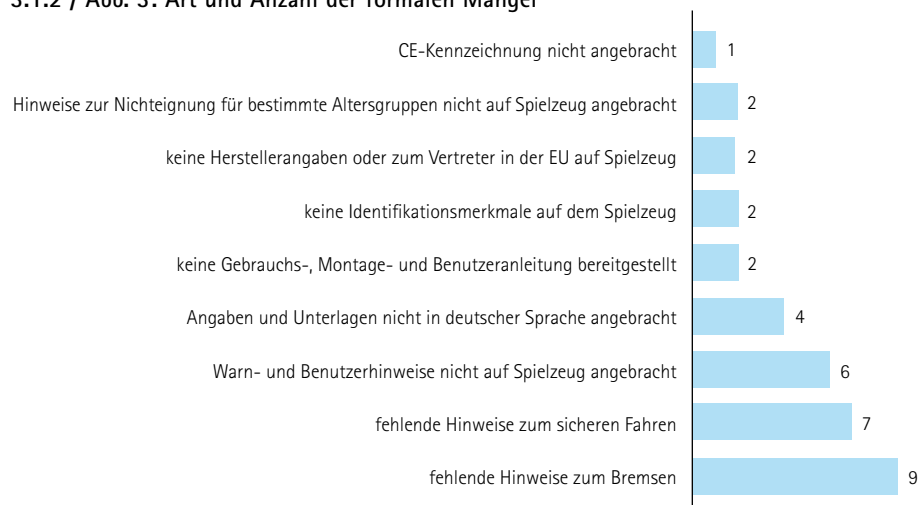 3.1.2 / Abb. 3: Art und Anzahl der formalen Mängel
CE-Kennzeichnung nicht angebracht 1
Hinweise zur Nichteignung für bestimmte Altersgruppen nicht auf Spielzeug angebracht 2
keine Herstellerangaben oder zum Vertreter in der EU auf Spielzeug 2
keine Identifikationsmerkmale auf dem Spielzeug 2
keine Gebrauchs-, Montage- und Benutzeranleitung bereitgestellt 2
Angaben und Unterlagen nicht in deutscher Sprache angebracht 4
Warn- und Benutzerhinweise nicht auf Spielzeug angebracht 6
fehlende Hinweise zum sicheren Fahren 7
fehlende Hinweise zum Bremsen 9